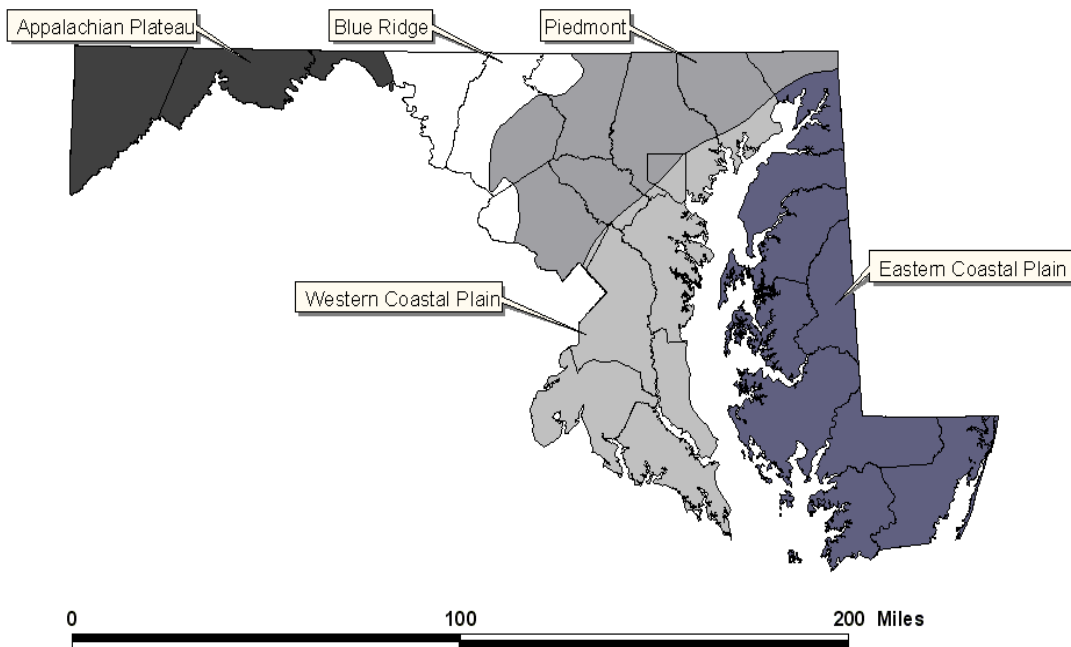 Appalachian Plateau
Blue Ridge
Piedmont
Eastern Coastal Plain
Western Coastal Plain
0 100 200 Miles